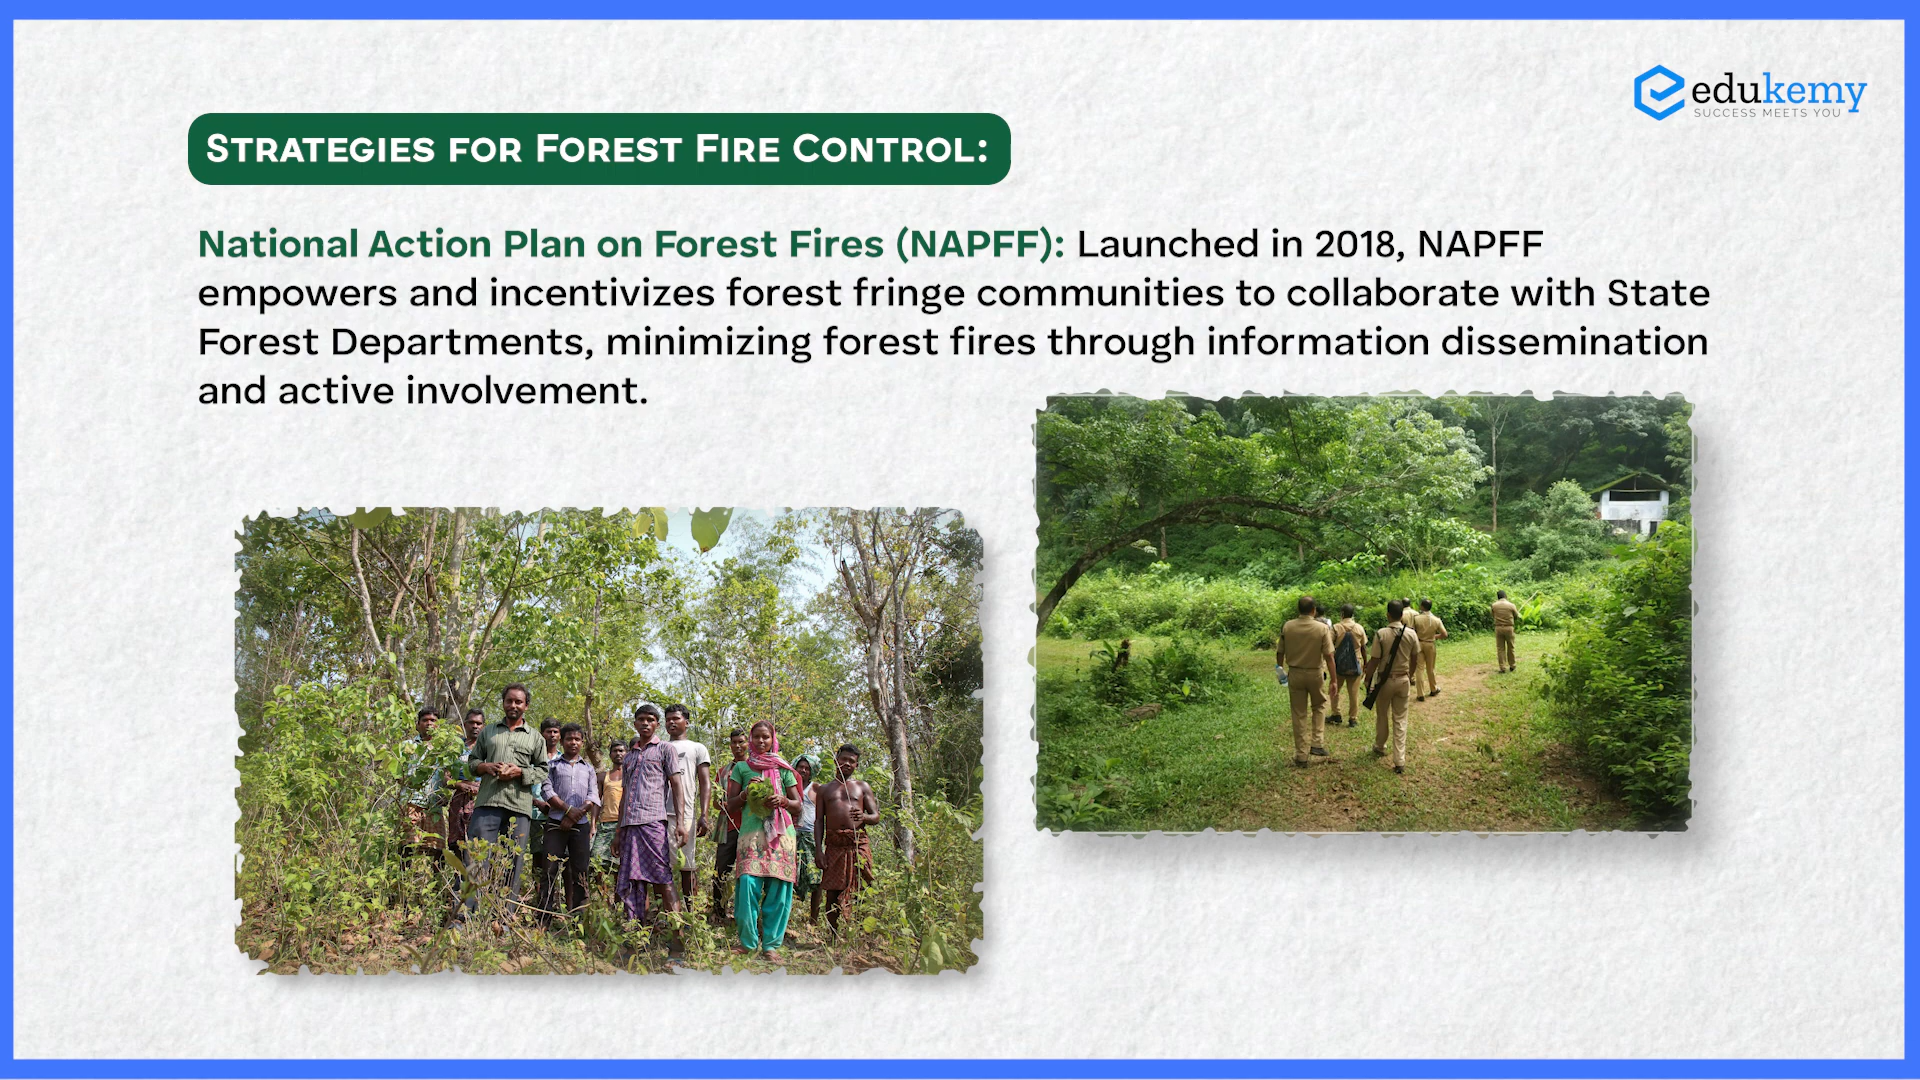 edukemy
SUCCESS MEETS YOU
STRATEGIES FOR FOREST FIRE CONTROL:
National Action Plan on Forest Fires (NAPFF): Launched in 2018, NAPFF
empowers and incentivizes forest fringe communities to collaborate with State
Forest Departments, minimizing forest fires through information dissemination
and active involvement.